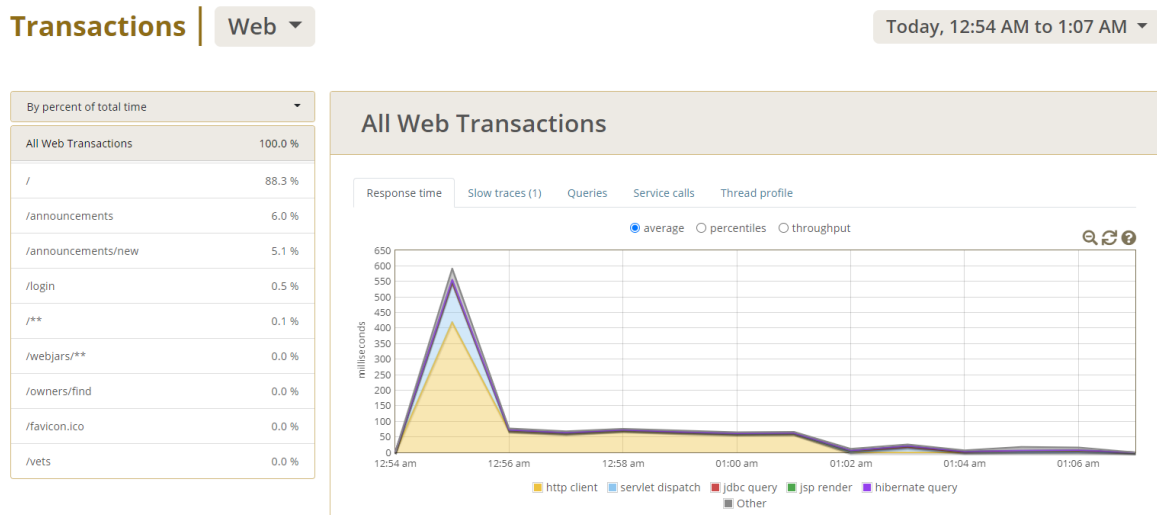 Transactions Web Today, 12:54 AM to 1:07 AM
By percent of total time
All Web Transactions 100.0 %
/ 88.3 %
/announcements 6.0 %
/announcements/new 5.1 %
/login 0.5 %
/** 0.1 %
/webjars/** 0.0 %
/owners/find 0.0 %
/favicon.ico 0.0 %
/vets 0.0 %
All Web Transactions
Response time Slow traces (1) Queries Service calls Thread profile
average percentiles throughput
milliseconds
650
600
550
500
450
400
350
300
250
200
150
100
50
0
12:54 am 12:56 am 12:58 am 01:00 am 01:02 am 01:04 am 01:06 am
http client servlet dispatch jdbc query jsp render hibernate query
Other